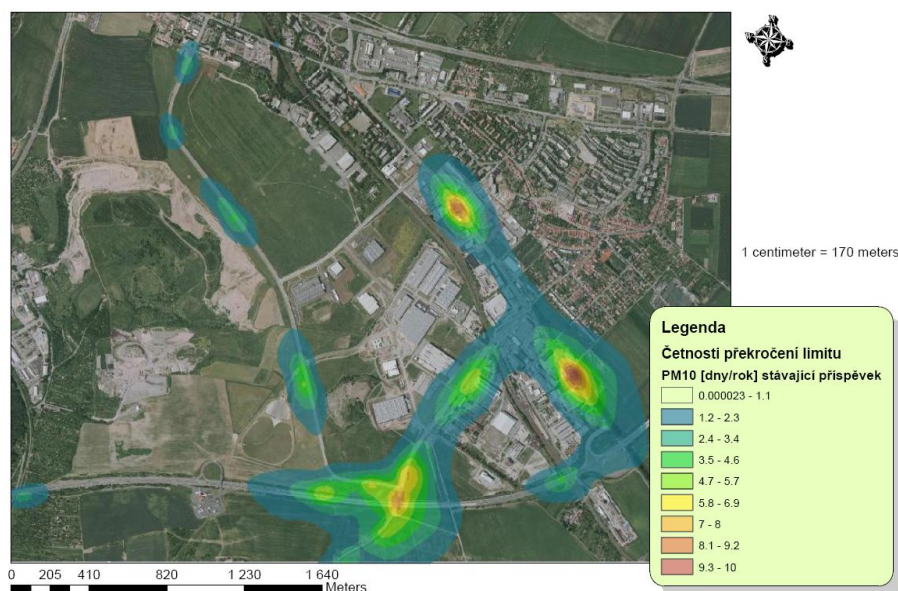 1 centimeter = 170 meters
Legenda
Četnosti překročení limitu
PM10 [dny/rok] stávající příspěvek
0.000023 - 1.1
1.2 - 2.3
2.4 - 3.4
3.5 - 4.6
4.7 - 5.7
5.8 - 6.9
7 - 8
8.1 - 9.2
9.3 - 10
0 205 410 820 1 230 1 640
Meters